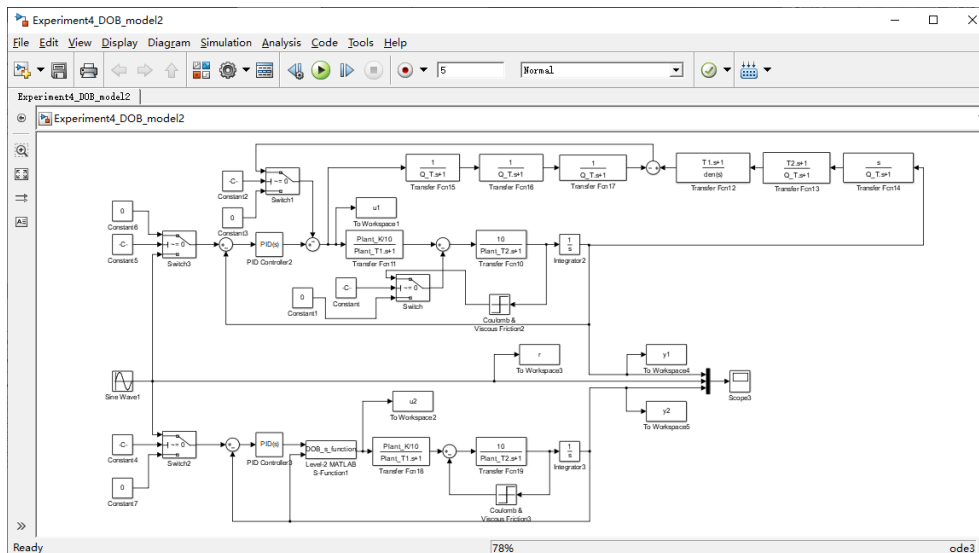 Experiment4_DOB_model2
File Edit View Display Diagram Simulation Analysis Code Tools Help
5
Normal
Experiment4_DOB_model2
Experiment4_DOB_model2
1
Q_T.s+1
Transfer Fcn15
1
Q_T.s+1
Transfer Fcn16
1
Q_T.s+1
Transfer Fcn17
T1.s+1
den(s)
Transfer Fcn12
T2.s+1
Q_T.s+1
Transfer Fcn13
s
Q_T.s+1
Transfer Fcn14
-C-
Constant2
~= 0
Switch1
0
Constant3
u1
To Workspace1
0
Constant6
-C-
Constant5
~= 0
Switch3
PID(s)
PID Controller2
Plant_K/10
Plant_T1.s+1
Transfer Fcn11
10
Plant_T2.s+1
Transfer Fcn10
1
s
Integrator2
0
Constant1
-C-
Constant
~= 0
Switch
Coulomb &
Viscous Friction2
r
To Workspace3
y1
To Workspace4
Sine Wave1
Scope3
u2
To Workspace2
y2
To Workspace5
-C-
Constant4
~= 0
Switch2
0
Constant7
PID(s)
PID Controller3
DOB_s_function
Level-2 MATLAB
S-Function1
Plant_K/10
Plant_T1.s+1
Transfer Fcn18
10
Plant_T2.s+1
Transfer Fcn19
1
s
Integrator3
Coulomb &
Viscous Friction3
Ready
78%
ode3